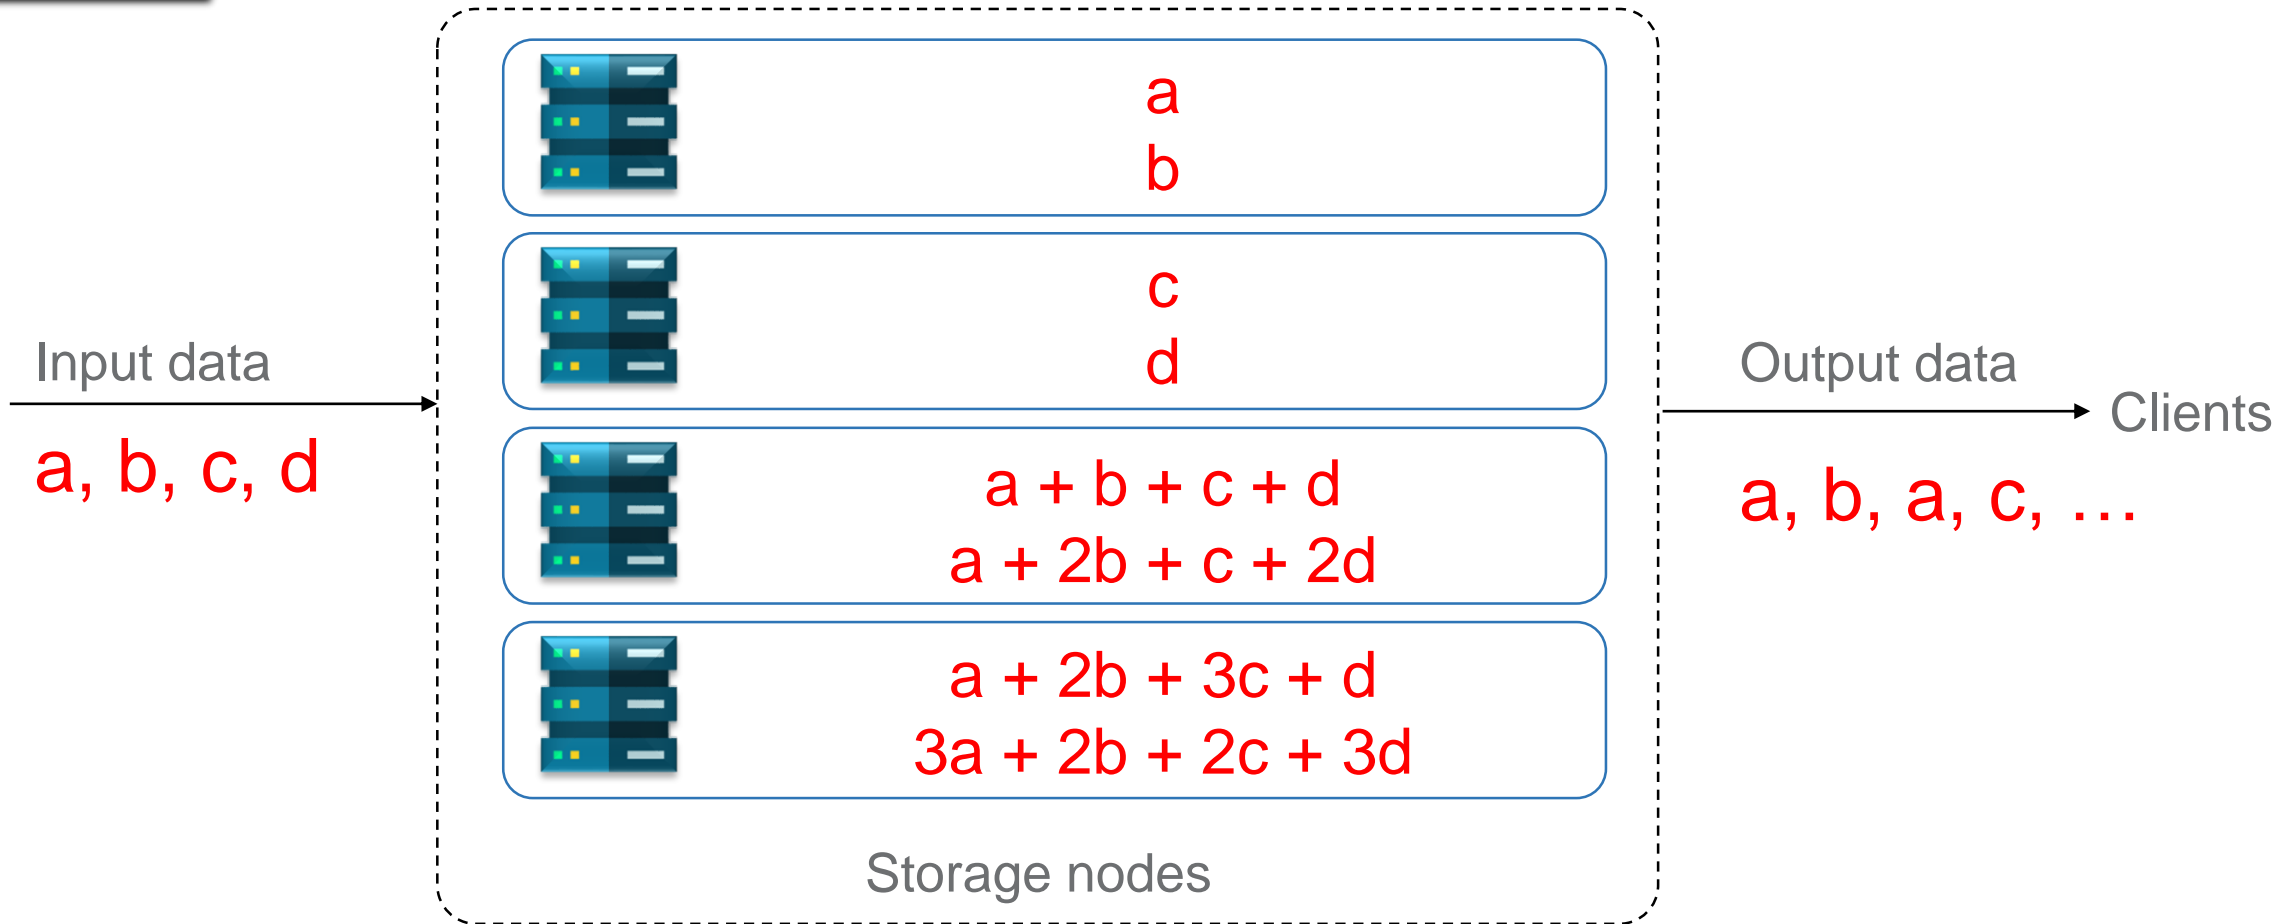 a
b
c
d
Input data
a, b, c, d
a + b + c + d
a + 2b + c + 2d
a + 2b + 3c + d
3a + 2b + 2c + 3d
Storage nodes
Output data
Clients
a, b, a, c, …